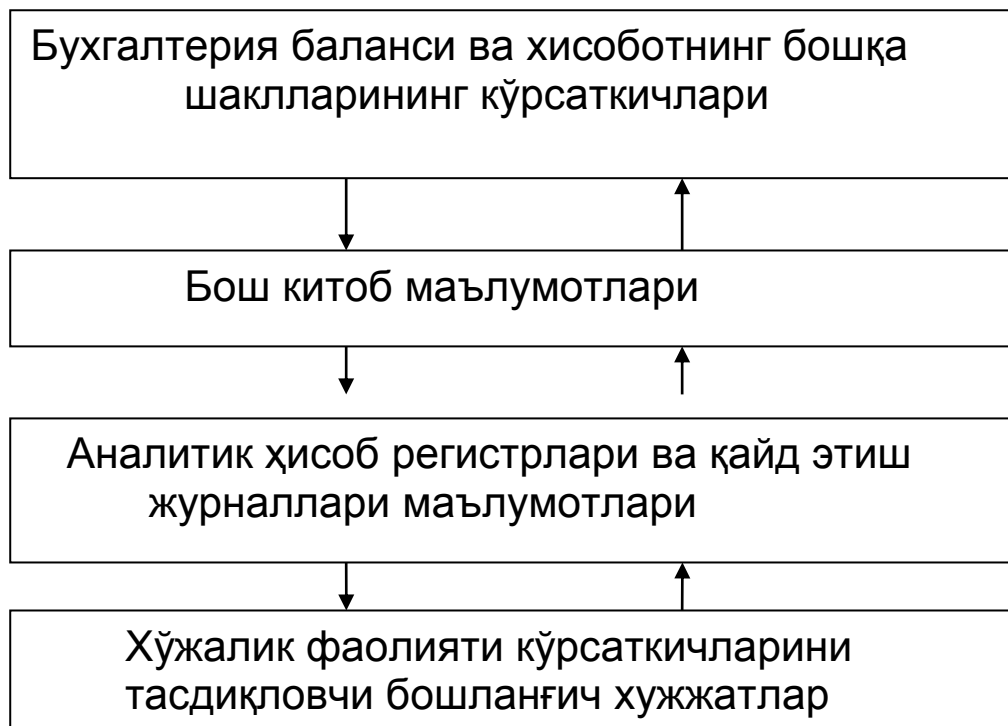 Бухгалтерия баланси ва хисоботнинг бошқа
шаклларининг кўрсаткичлари
Бош китоб маълумотлари
Аналитик ҳисоб регистрлари ва қайд этиш
журналлари маълумотлари
Хўжалик фаолияти кўрсаткичларини
тасдиқловчи бошланғич хужжатлар